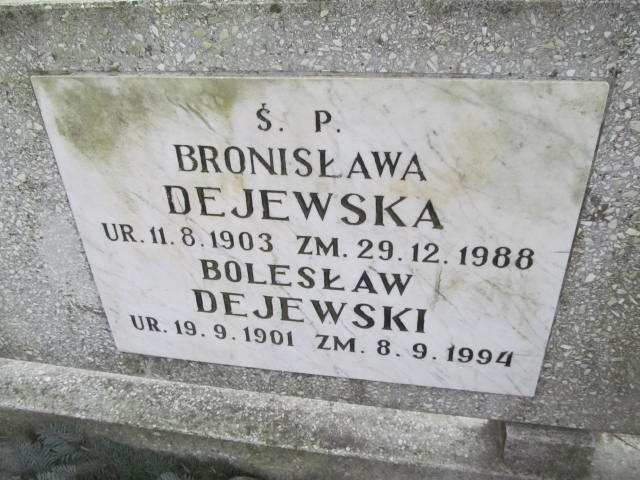 Ś. P.
BRONISŁAWA
DEJEWSKA
UR. 11. 8. 1903 ZM. 29. 12. 1988
BOLESŁAW
DEJEWSKI
UR. 19. 9. 1901 ZM. 8. 9. 1994